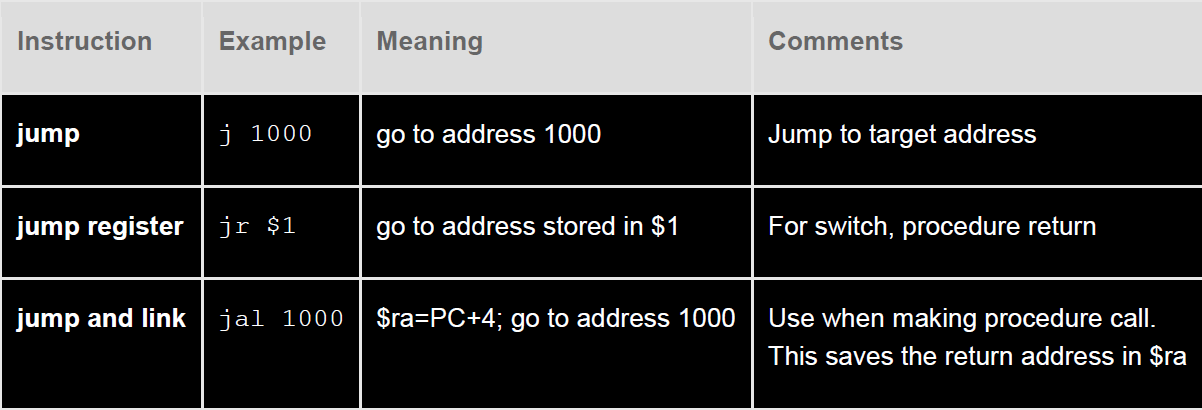 Instruction Example Meaning Comments
jump j 1000 go to address 1000 Jump to target address
jump register jr $1 go to address stored in $1 For switch, procedure return
jump and link jal 1000 $ra=PC+4; go to address 1000 Use when making procedure call.
This saves the return address in $ra